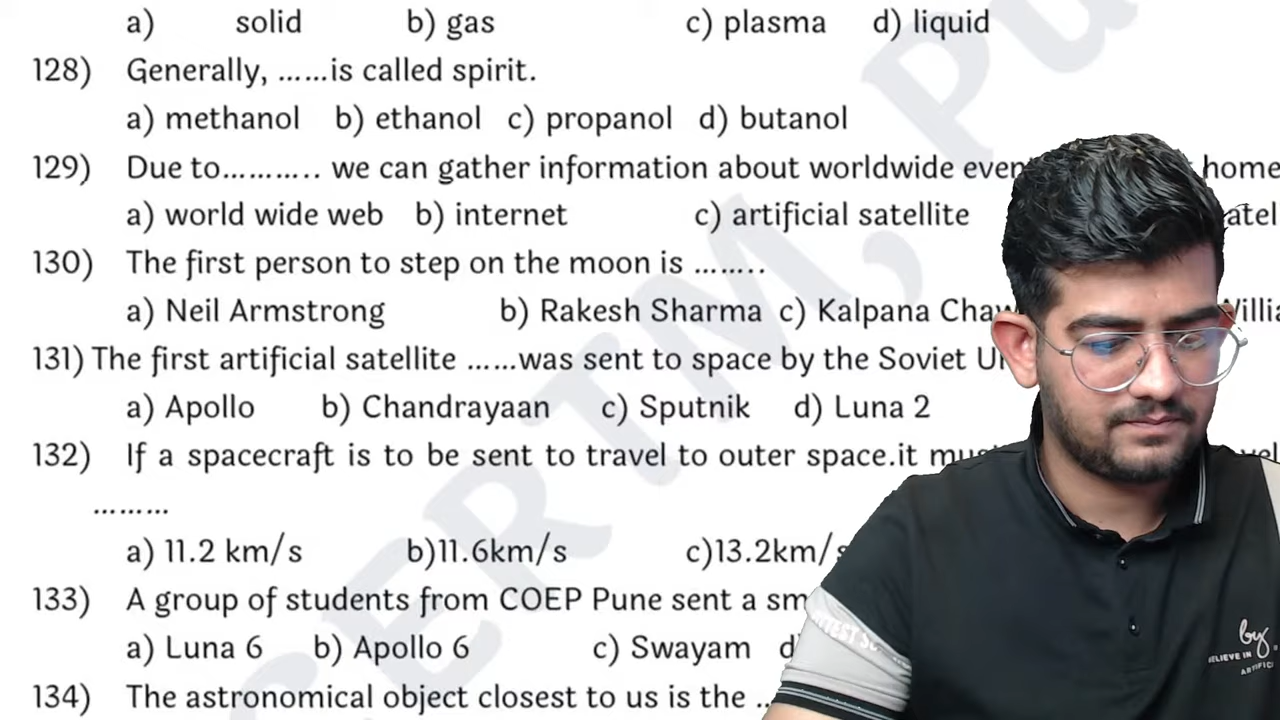 a) solid b) gas c) plasma d) liquid
128) Generally, ......is called spirit.
a) methanol b) ethanol c) propanol d) butanol
129) Due to……….. we can gather information about worldwide home
a) world wide web b) internet c) artificial satellite
130) The first person to step on the moon is ……..
a) Neil Armstrong b) Rakesh Sharma c) Kalpana
131) The first artificial satellite ......was sent to space by the Soviet
a) Apollo b) Chandrayaan c) Sputnik d) Luna 2
132) If a spacecraft is to be sent to travel to outer space.it
………
a) 11.2 km/s b)11.6km/s c)13.2km/s
133) A group of students from COEP Pune sent a
a) Luna 6 b) Apollo 6 c) Swayam
134) The astronomical object closest to us is the ..
by
BELIEVE IN